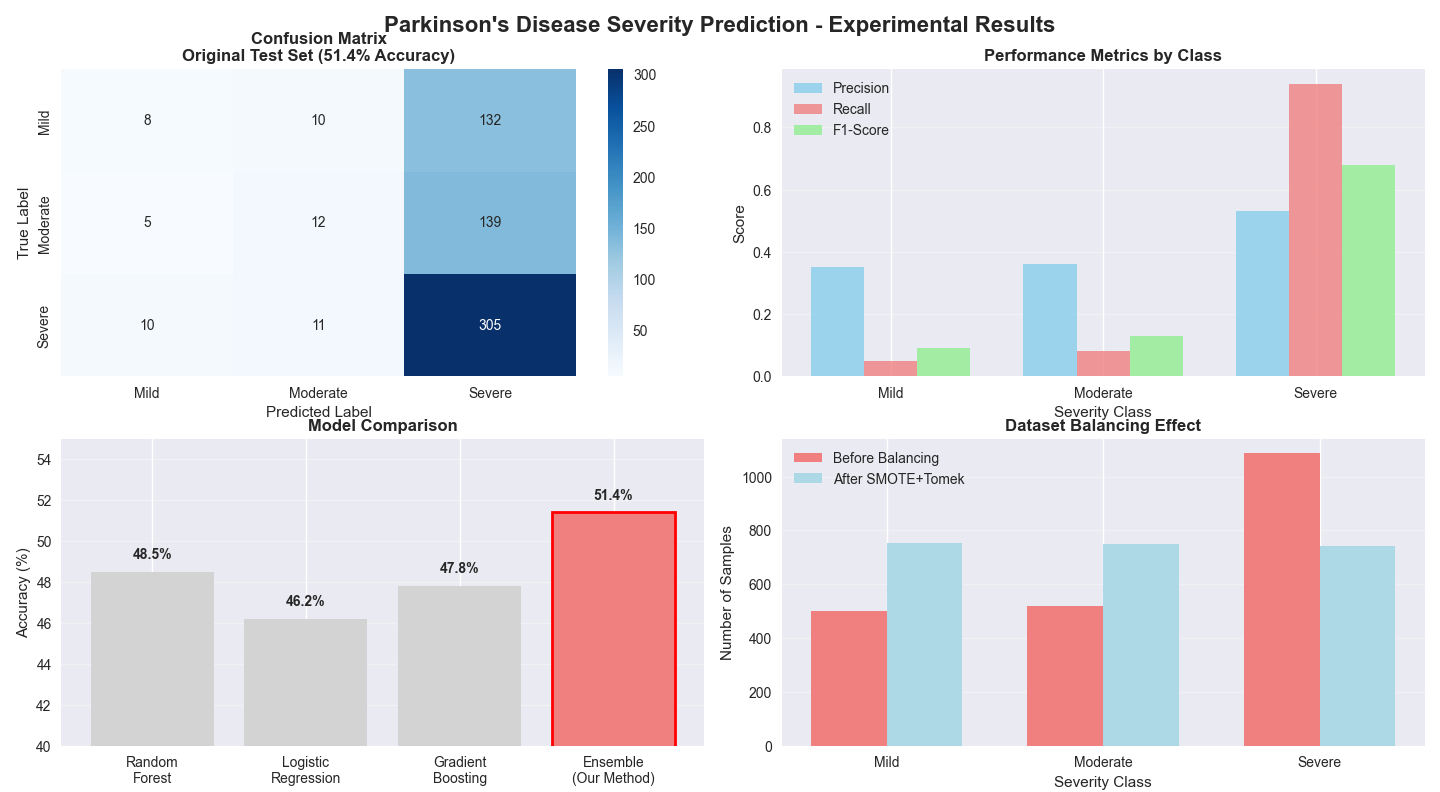 Parkinson's Disease Severity Prediction - Experimental Results
Confusion Matrix
Original Test Set (51.4% Accuracy)
True Label
Mild
Moderate
Severe
8 10 132
5 12 139
10 11 305
Mild Moderate Severe
Predicted Label
300
250
200
150
100
50
Performance Metrics by Class
Precision
Recall
F1-Score
Score
0.8
0.6
0.4
0.2
0.0
Mild Moderate Severe
Severity Class
Model Comparison
Accuracy (%)
54
52
50
48
46
44
42
40
48.5%
46.2%
47.8%
51.4%
Random
Forest
Logistic
Regression
Gradient
Boosting
Ensemble
(Our Method)
Dataset Balancing Effect
Before Balancing
After SMOTE+Tomek
Number of Samples
1000
800
600
400
200
0
Mild Moderate Severe
Severity Class